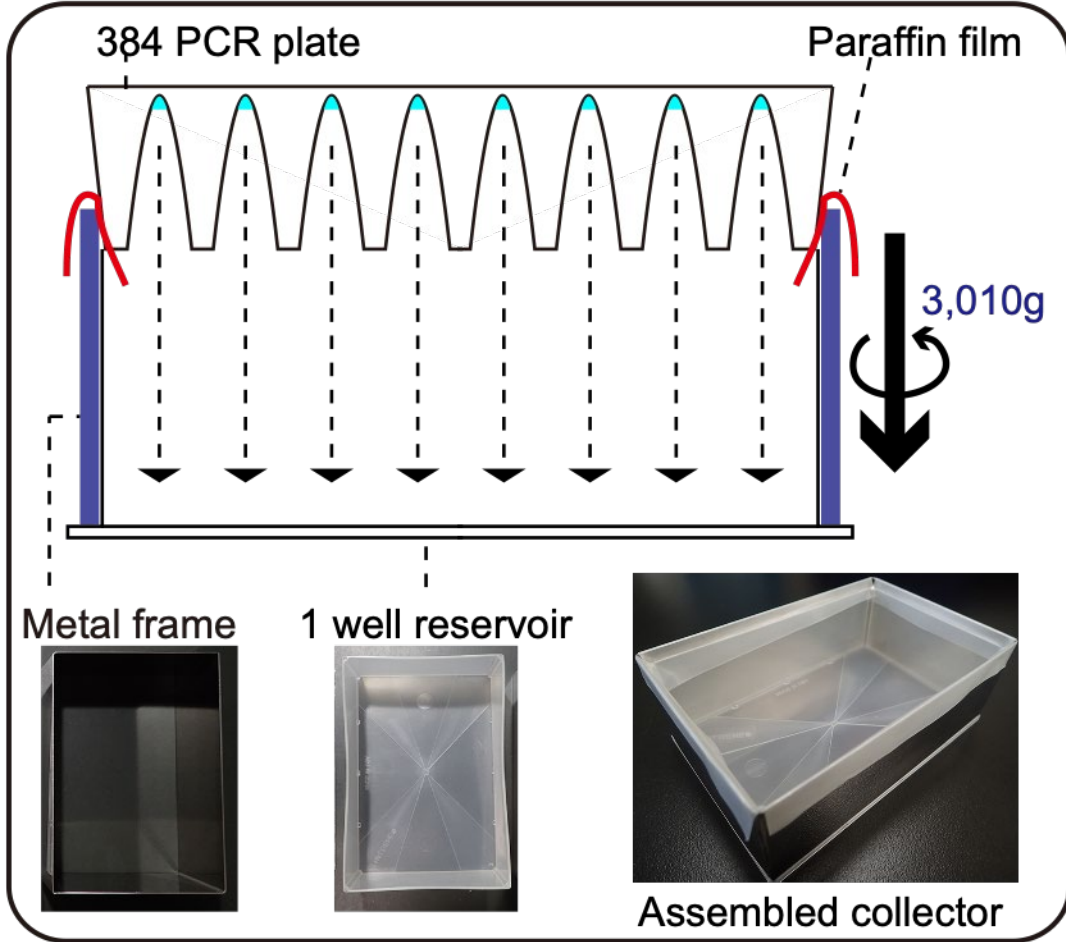 384 PCR plate
Paraffin film
3,010g
Metal frame
1 well reservoir
Assembled collector